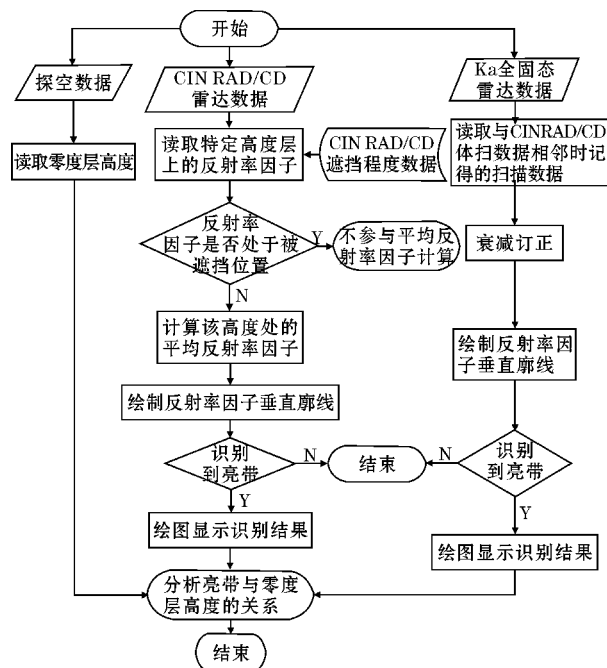 开始
探空数据
CIN RAD/CD
雷达数据
Ka全固态
雷达数据
读取零度层高度
读取特定高度层
上的反射率因子
CIN RAD/CD
遮挡程度数据
读取与CINRAD/CD
体扫数据相邻时记
得的扫描数据
反射率
因子是否处于被
遮挡位置
Y
不参与平均反
射率因子计算
衰减订正
N
计算该高度处的
平均反射率因子
绘制反射率因
子垂直廓线
绘制反射率因子垂直廓线
识别
到亮带
N
结束
N
识别
到亮带
Y
Y
绘图显示识别结果
绘图显示识别结果
分析亮带与零度
层高度的关系
结束